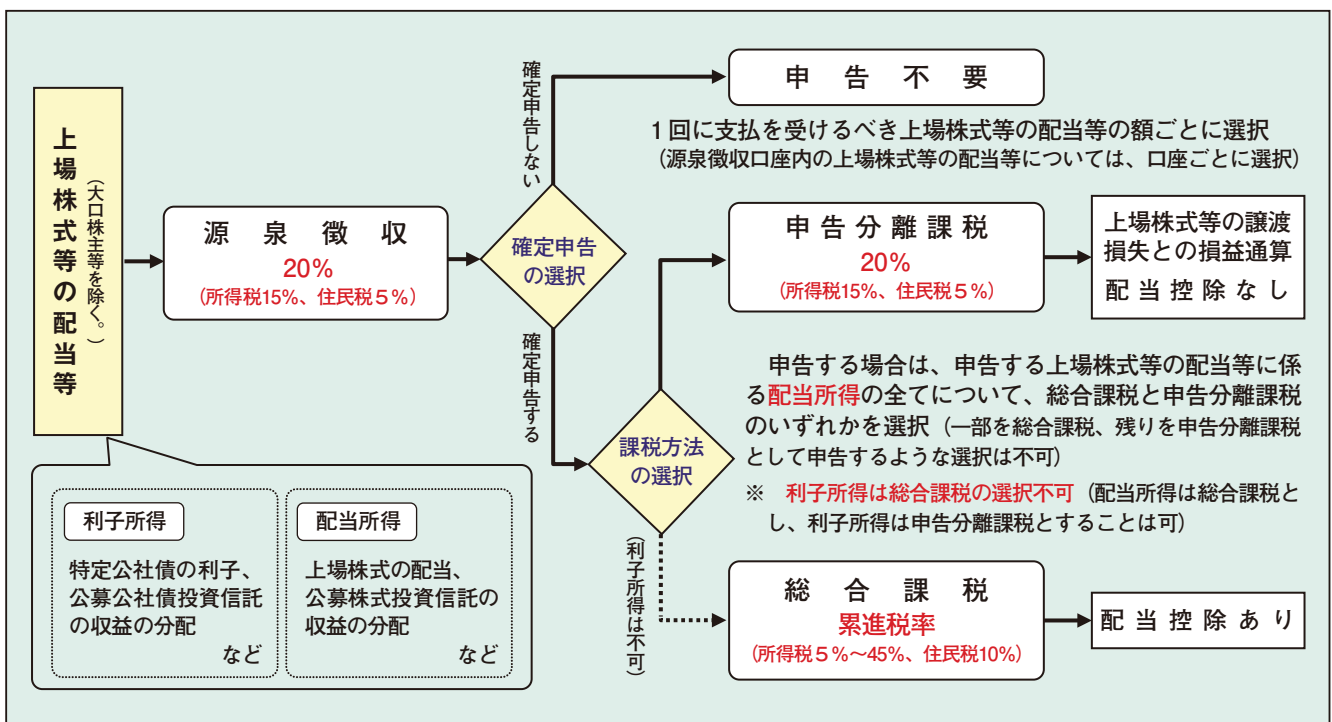 上場株式等の配当等
（大口株主等を除く。）
源泉徴収
20%
（所得税15%、住民税５%）
確定申告
の選択
確定申告しない
申告不要
１回に支払を受けるべき上場株式等の配当等の額ごとに選択
（源泉徴収口座内の上場株式等の配当等については、口座ごとに選択）
確定申告する
課税方法
の選択
申告分離課税
20%
（所得税15%、住民税５%）
上場株式等の譲渡
損失との損益通算
配当控除なし
申告する場合は、申告する上場株式等の配当等に係
る配当所得の全てについて、総合課税と申告分離課税
のいずれかを選択（一部を総合課税、残りを申告分離課税
として申告するような選択は不可）
※　利子所得は総合課税の選択不可（配当所得は総合課税と
し、利子所得は申告分離課税とすることは可）
（利子所得は不可）
総合課税
累進税率
（所得税５%～45%、住民税10%）
配当控除あり
利子所得
特定公社債の利子、
公募公社債投資信託
の収益の分配
など
配当所得
上場株式の配当、
公募株式投資信託の
収益の分配
など